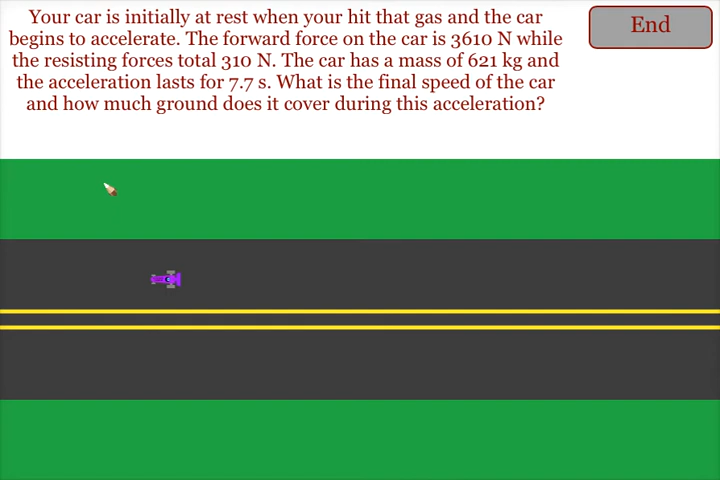 Your car is initially at rest when your hit that gas and the car
begins to accelerate. The forward force on the car is 3610 N while
the resisting forces total 310 N. The car has a mass of 621 kg and
the acceleration lasts for 7.7 s. What is the final speed of the car
and how much ground does it cover during this acceleration?
End